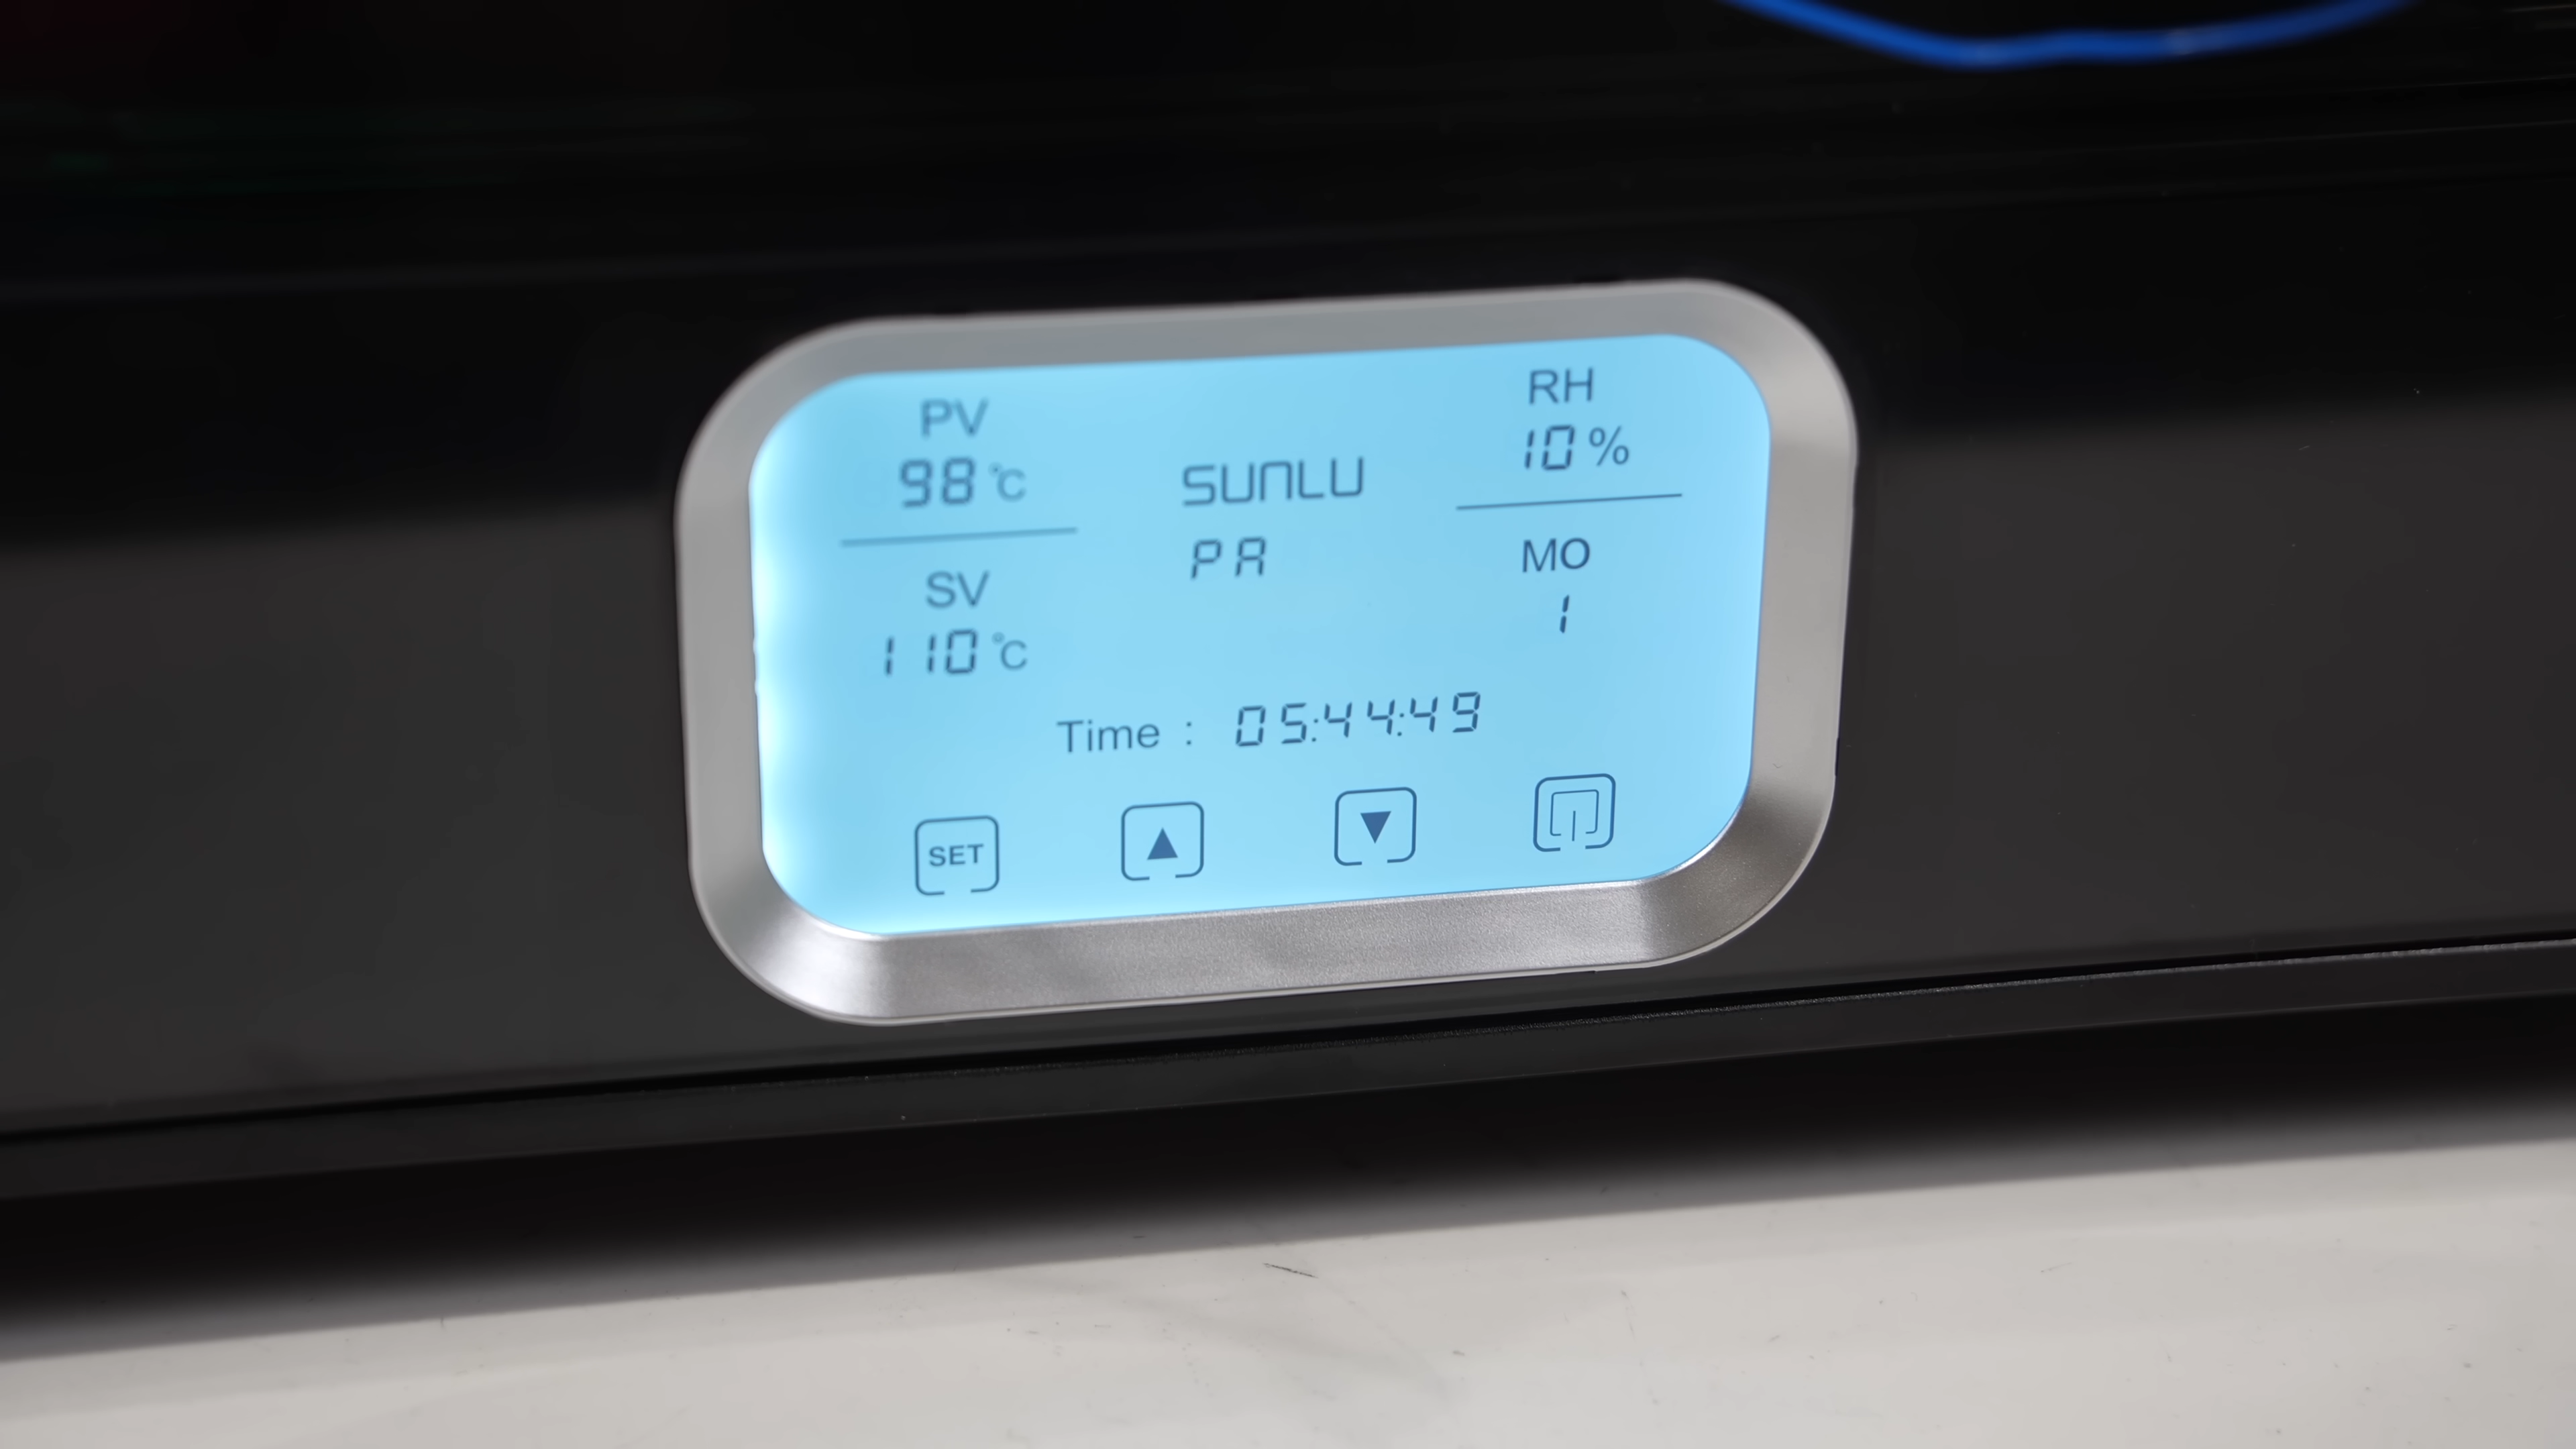 PV
98 °C
SV
110 °C
SUNLU
PA
RH
10 %
MO
1
Time : 05:44:49
SET